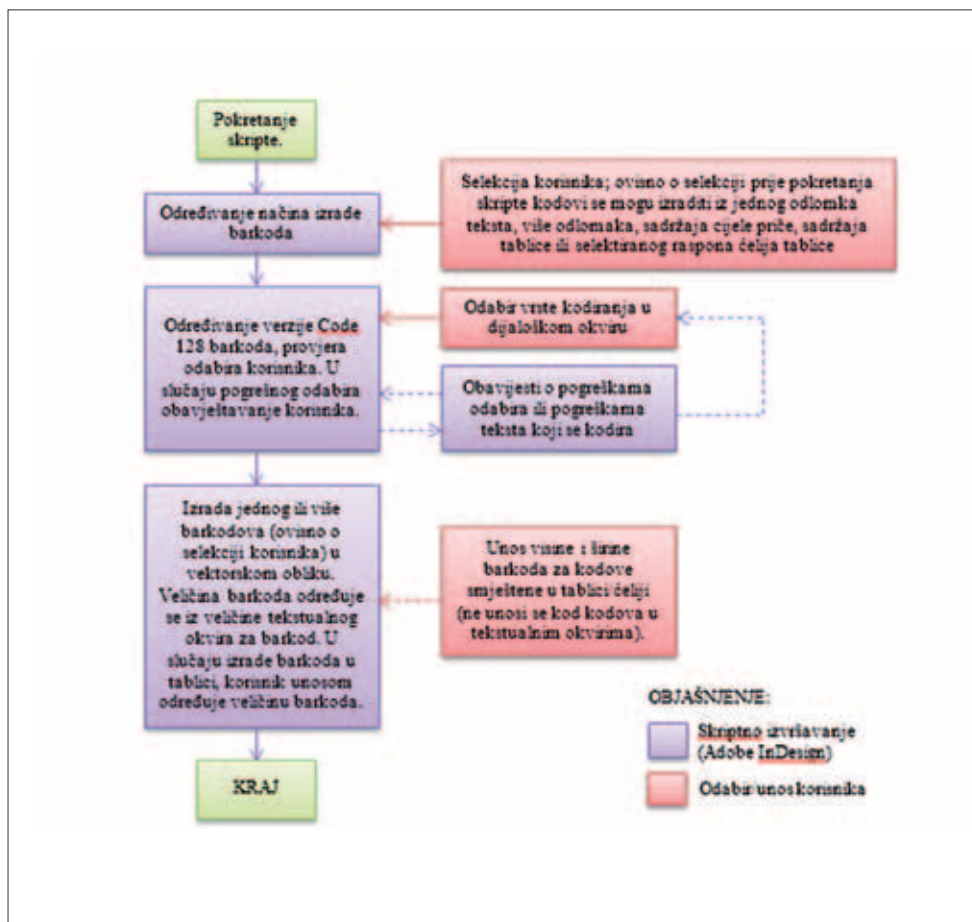 Pokretanje
skripte.
Određivanje načina izrade
barkoda
Selekcija korisnika; ovisno o selekciji prije pokretanja
skripte kodovi se mogu izraditi iz jednog odlomka
teksta, više odlomaka, sadržaja cijele priče, sadržaja
tablice ili selektiranog raspona ćelija tablice
Određivanje verzije Code
128 barkoda, provjera
odabira korisnika. U
slučaju pogrešnog odabira
obavještavanje korisnika.
Odabir vrste kodiranja u
dijaloškom okviru
Obavijesti o pogreškama
odabira ili pogreškama
teksta koji se kodira
Izrada jednog ili više
barkodova (ovisno o
selekciji korisnika) u
vektorskom obliku.
Veličina barkoda određuje
se iz veličine tekstualnog
okvira za barkod. U
slučaju izrade barkoda u
tablici, korisnik unosom
određuje veličinu barkoda.
Unos visine i širine
barkoda za kodove
smještene u tablici/ćeliji
(ne unosi se kod kodova u
tekstualnim okvirima).
KRAJ
OBJAŠNJENJE:
Skriptno izvršavanje
(Adobe InDesign)
Odabir/unos korisnika